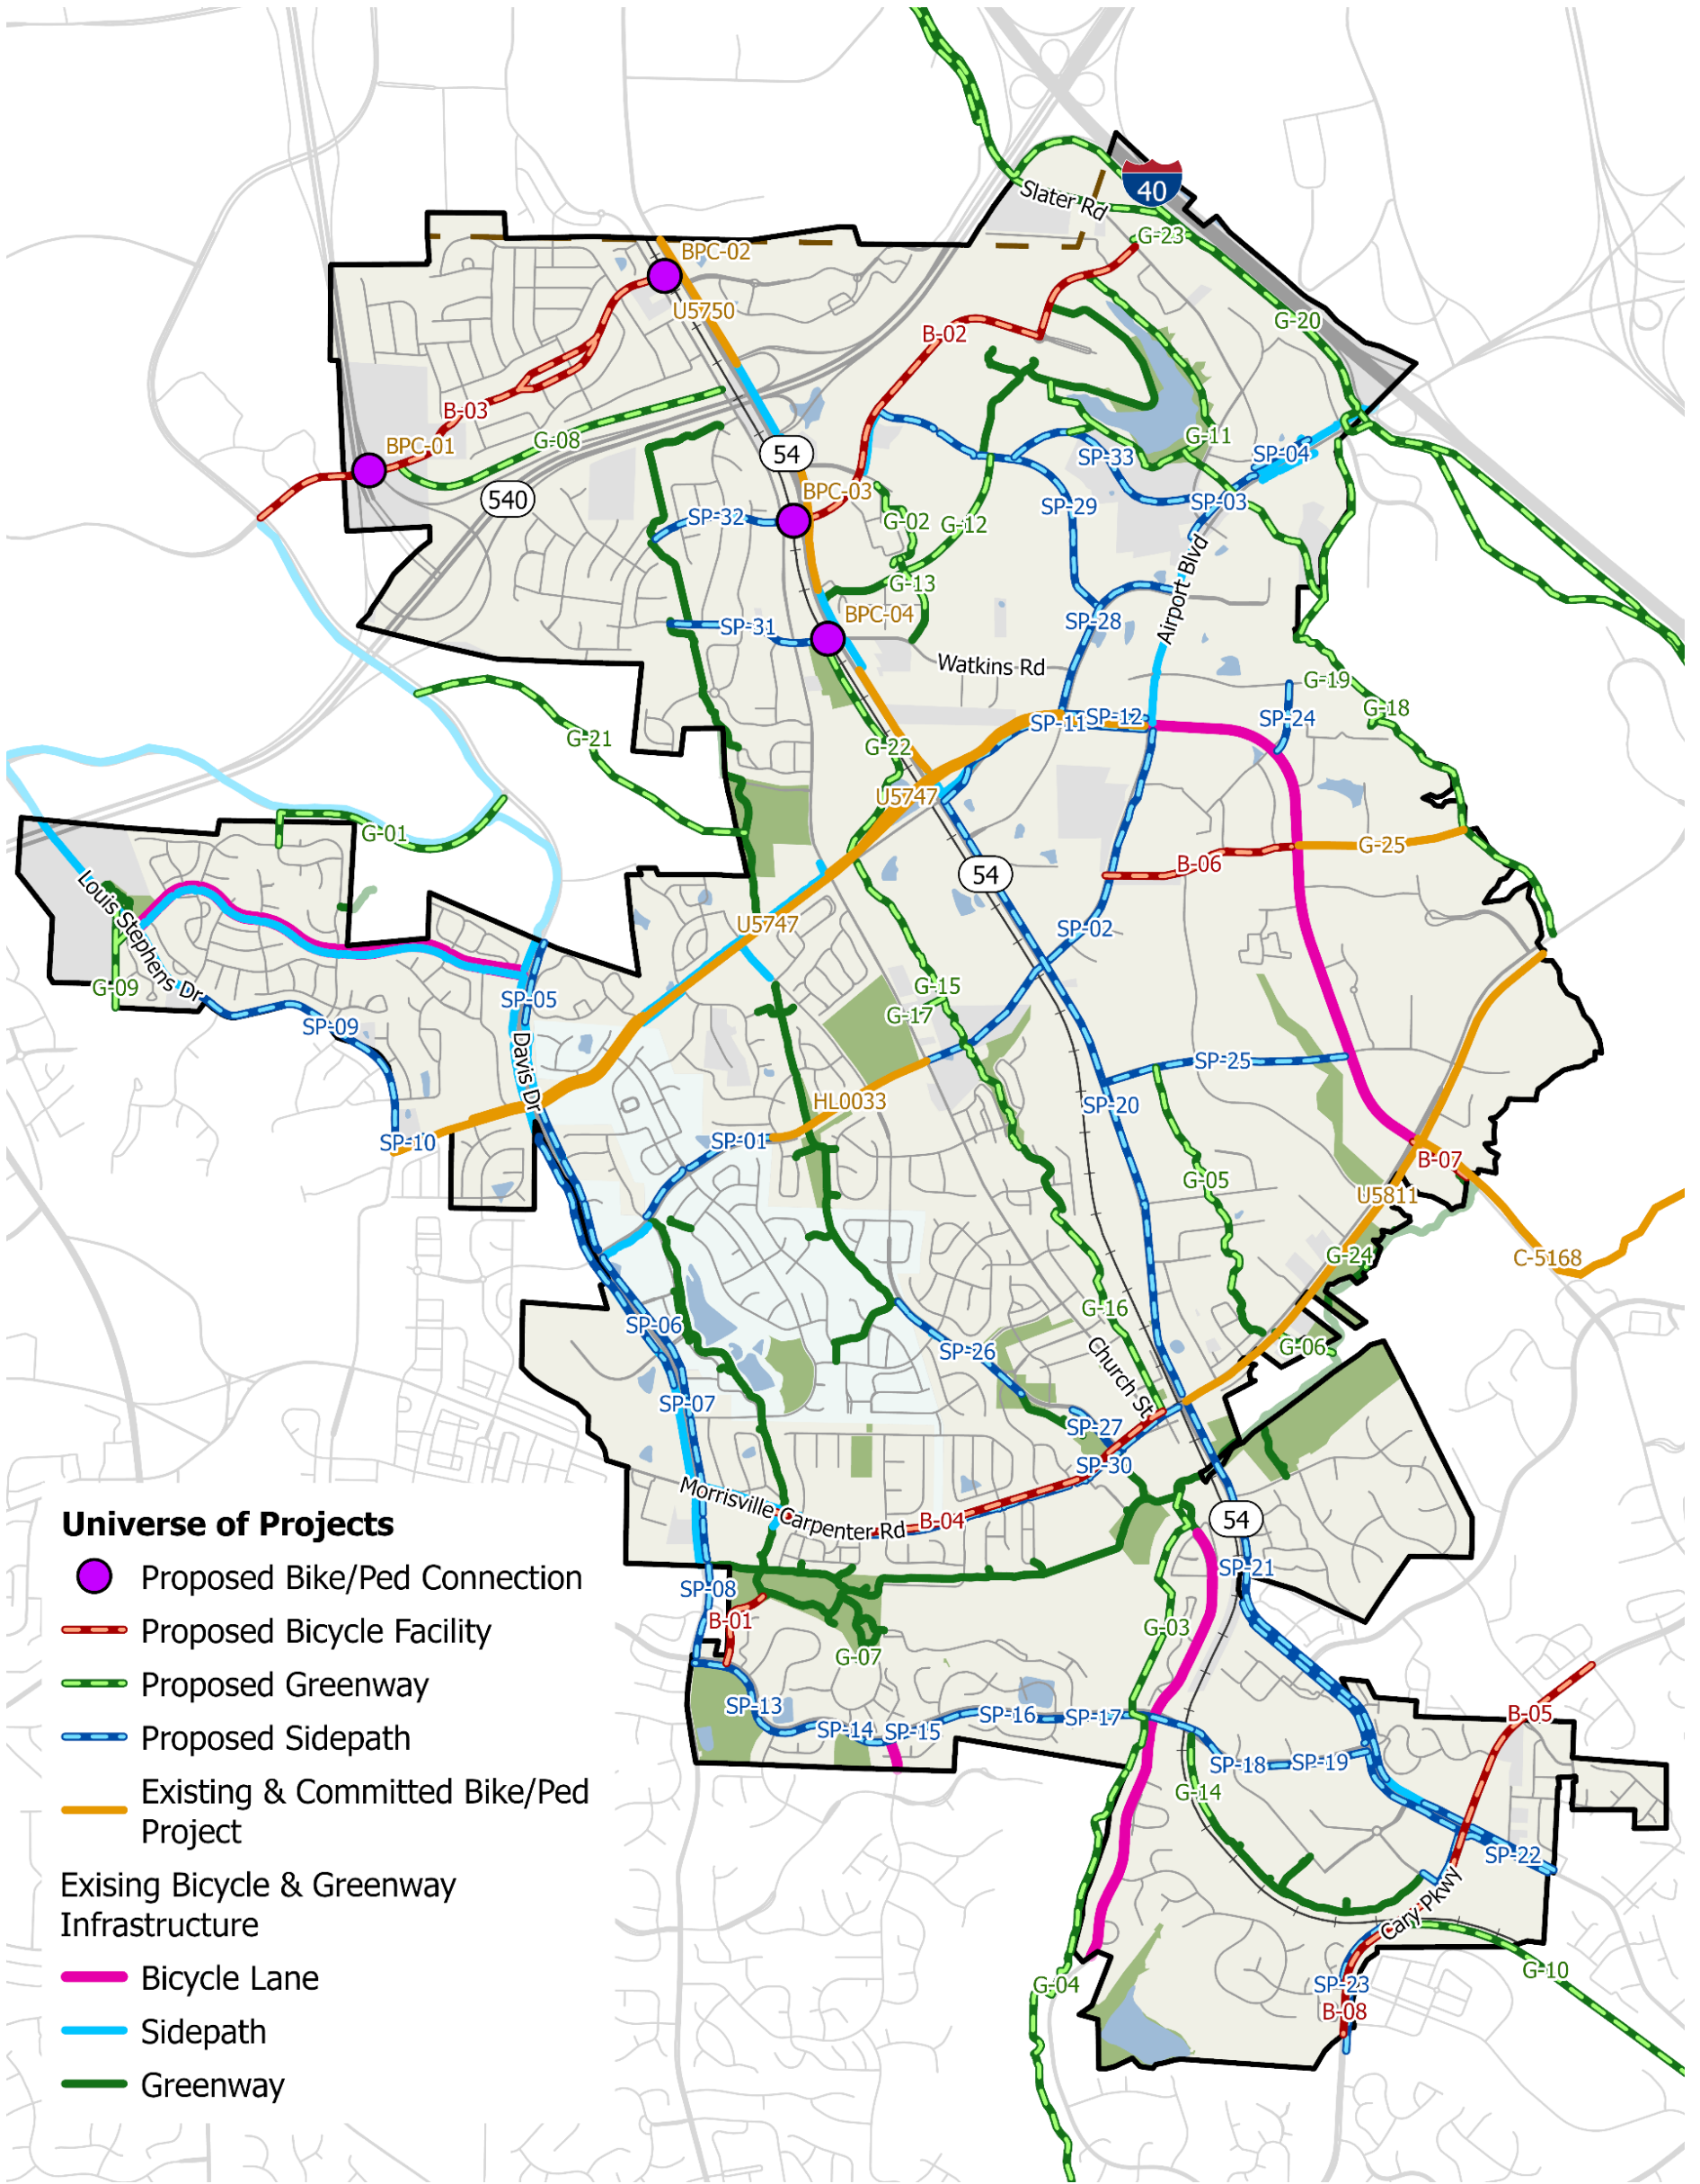 40
Slater Rd
G-23
BPC-02
U5750
G-20
B-02
B-03
BPC-01
G-08
54
G-11
SP-33
SP-04
540
BPC-03
SP-03
SP-29
SP-32
G-02
G-12
G-13
Airport Blvd
BPC-04
SP-31
SP-28
Watkins Rd
G-19
G-18
SP-11
SP-12
SP-24
G-21
G-22
U5747
G-01
G-25
B-06
54
Louis Stephens Dr
U5747
SP-02
G-09
SP-05
G-15
G-17
SP-09
Davis Dr
SP-25
HL0033
SP-20
SP-10
SP-01
B-07
G-05
U5811
G-24
C-5168
G-16
SP-06
Church St
G-06
SP-26
SP-07
SP-27
SP-30
Morrisville-Carpenter Rd
B-04
54
SP-21
SP-08
B-01
G-03
G-07
SP-13
SP-14
SP-15
SP-16
SP-17
B-05
SP-18
SP-19
G-14
SP-22
Cary Pkwy
G-10
G-04
SP-23
B-08
Universe of Projects
Proposed Bike/Ped Connection
Proposed Bicycle Facility
Proposed Greenway
Proposed Sidepath
Existing & Committed Bike/Ped
Project
Exising Bicycle & Greenway
Infrastructure
Bicycle Lane
Sidepath
Greenway